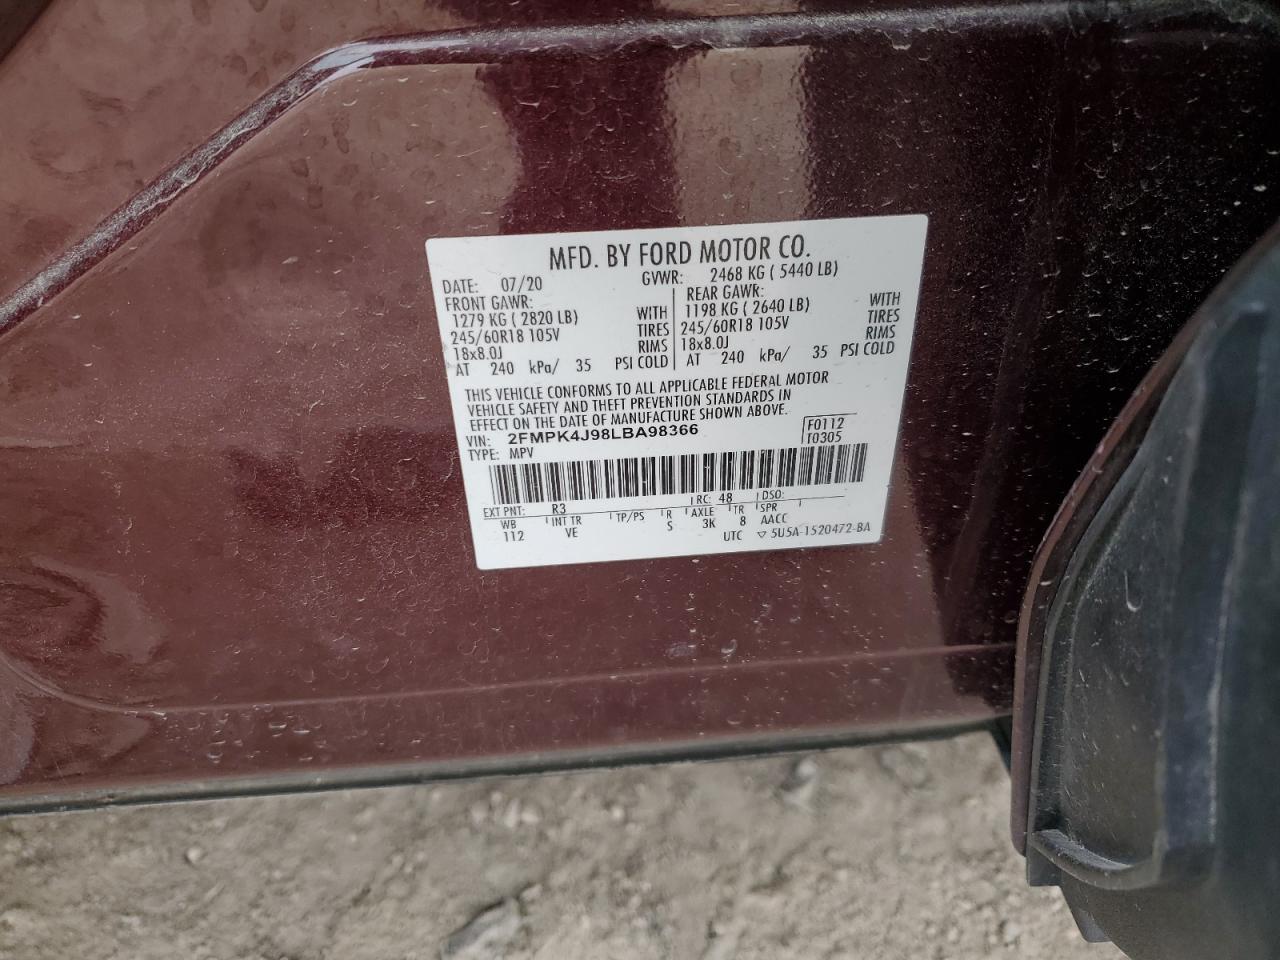 MFD. BY FORD MOTOR CO.
DATE: 07/20 GVWR: 2468 KG ( 5440 LB)
FRONT GAWR: REAR GAWR:
1279 KG ( 2820 LB) WITH 1198 KG ( 2640 LB) WITH
245/60R18 105V TIRES 245/60R18 105V TIRES
18x8.0J RIMS 18x8.0J RIMS
AT 240 kPa/ 35 PSI COLD AT 240 kPa/ 35 PSI COLD
THIS VEHICLE CONFORMS TO ALL APPLICABLE FEDERAL MOTOR
VEHICLE SAFETY AND THEFT PREVENTION STANDARDS IN
EFFECT ON THE DATE OF MANUFACTURE SHOWN ABOVE.
VIN: 2FMPK4J98LBA98366 F0112
TYPE: MPV T0305
EXT PNT: R3 RC: 48 DSO:
WB INT TR TP/PS R AXLE TR SPR
112 VE S 3K 8 AACC
UTC ▽ 5U5A-1520472-BA